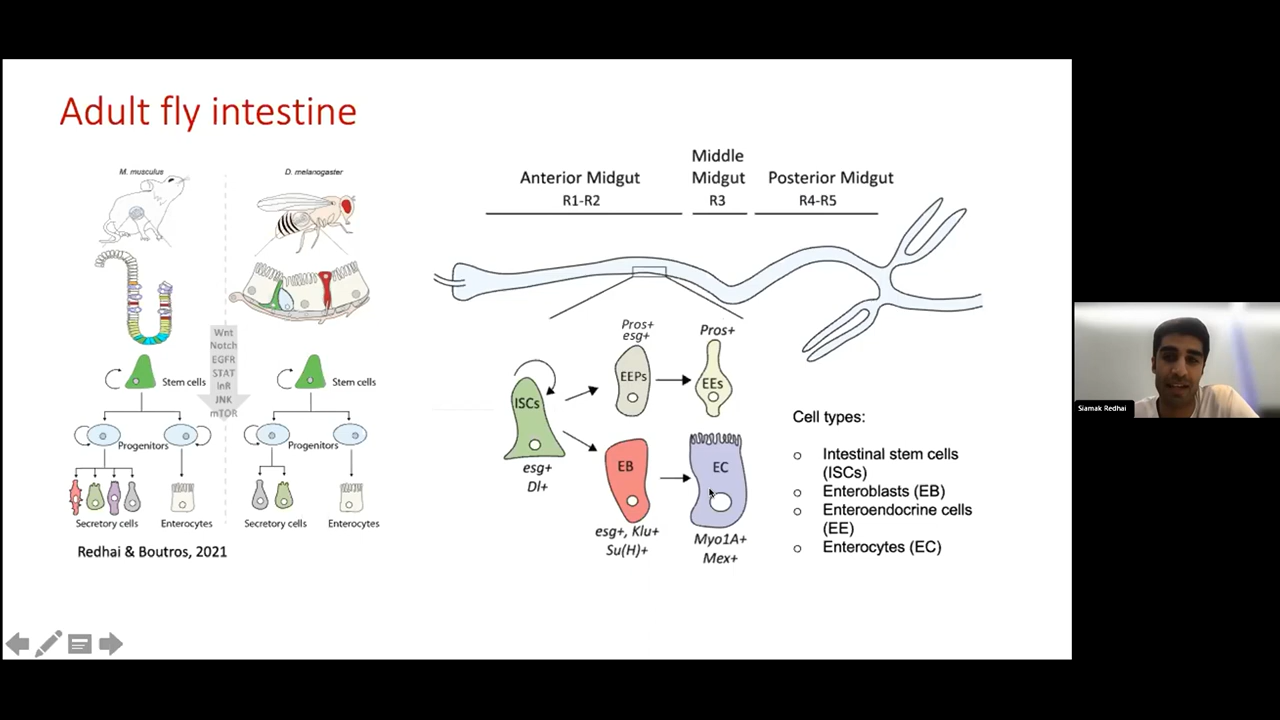 Adult fly intestine
M. musculus
D. melanogaster
Wnt
Notch
EGFR
STAT
InR
JNK
mTOR
Stem cells
Stem cells
Progenitors
Progenitors
Secretory cells
Enterocytes
Secretory cells
Enterocytes
Redhai & Boutros, 2021
Anterior Midgut
R1-R2
Middle
Midgut
R3
Posterior Midgut
R4-R5
Pros+
esg+
Pros+
EEPs
EEs
ISCs
esg+
Dl+
EB
EC
esg+, Klu+
Su(H)+
Myo1A+
Mex+
Cell types:
Intestinal stem cells
(ISCs)
Enteroblasts (EB)
Enteroendocrine cells
(EE)
Enterocytes (EC)
Siamak Redhai